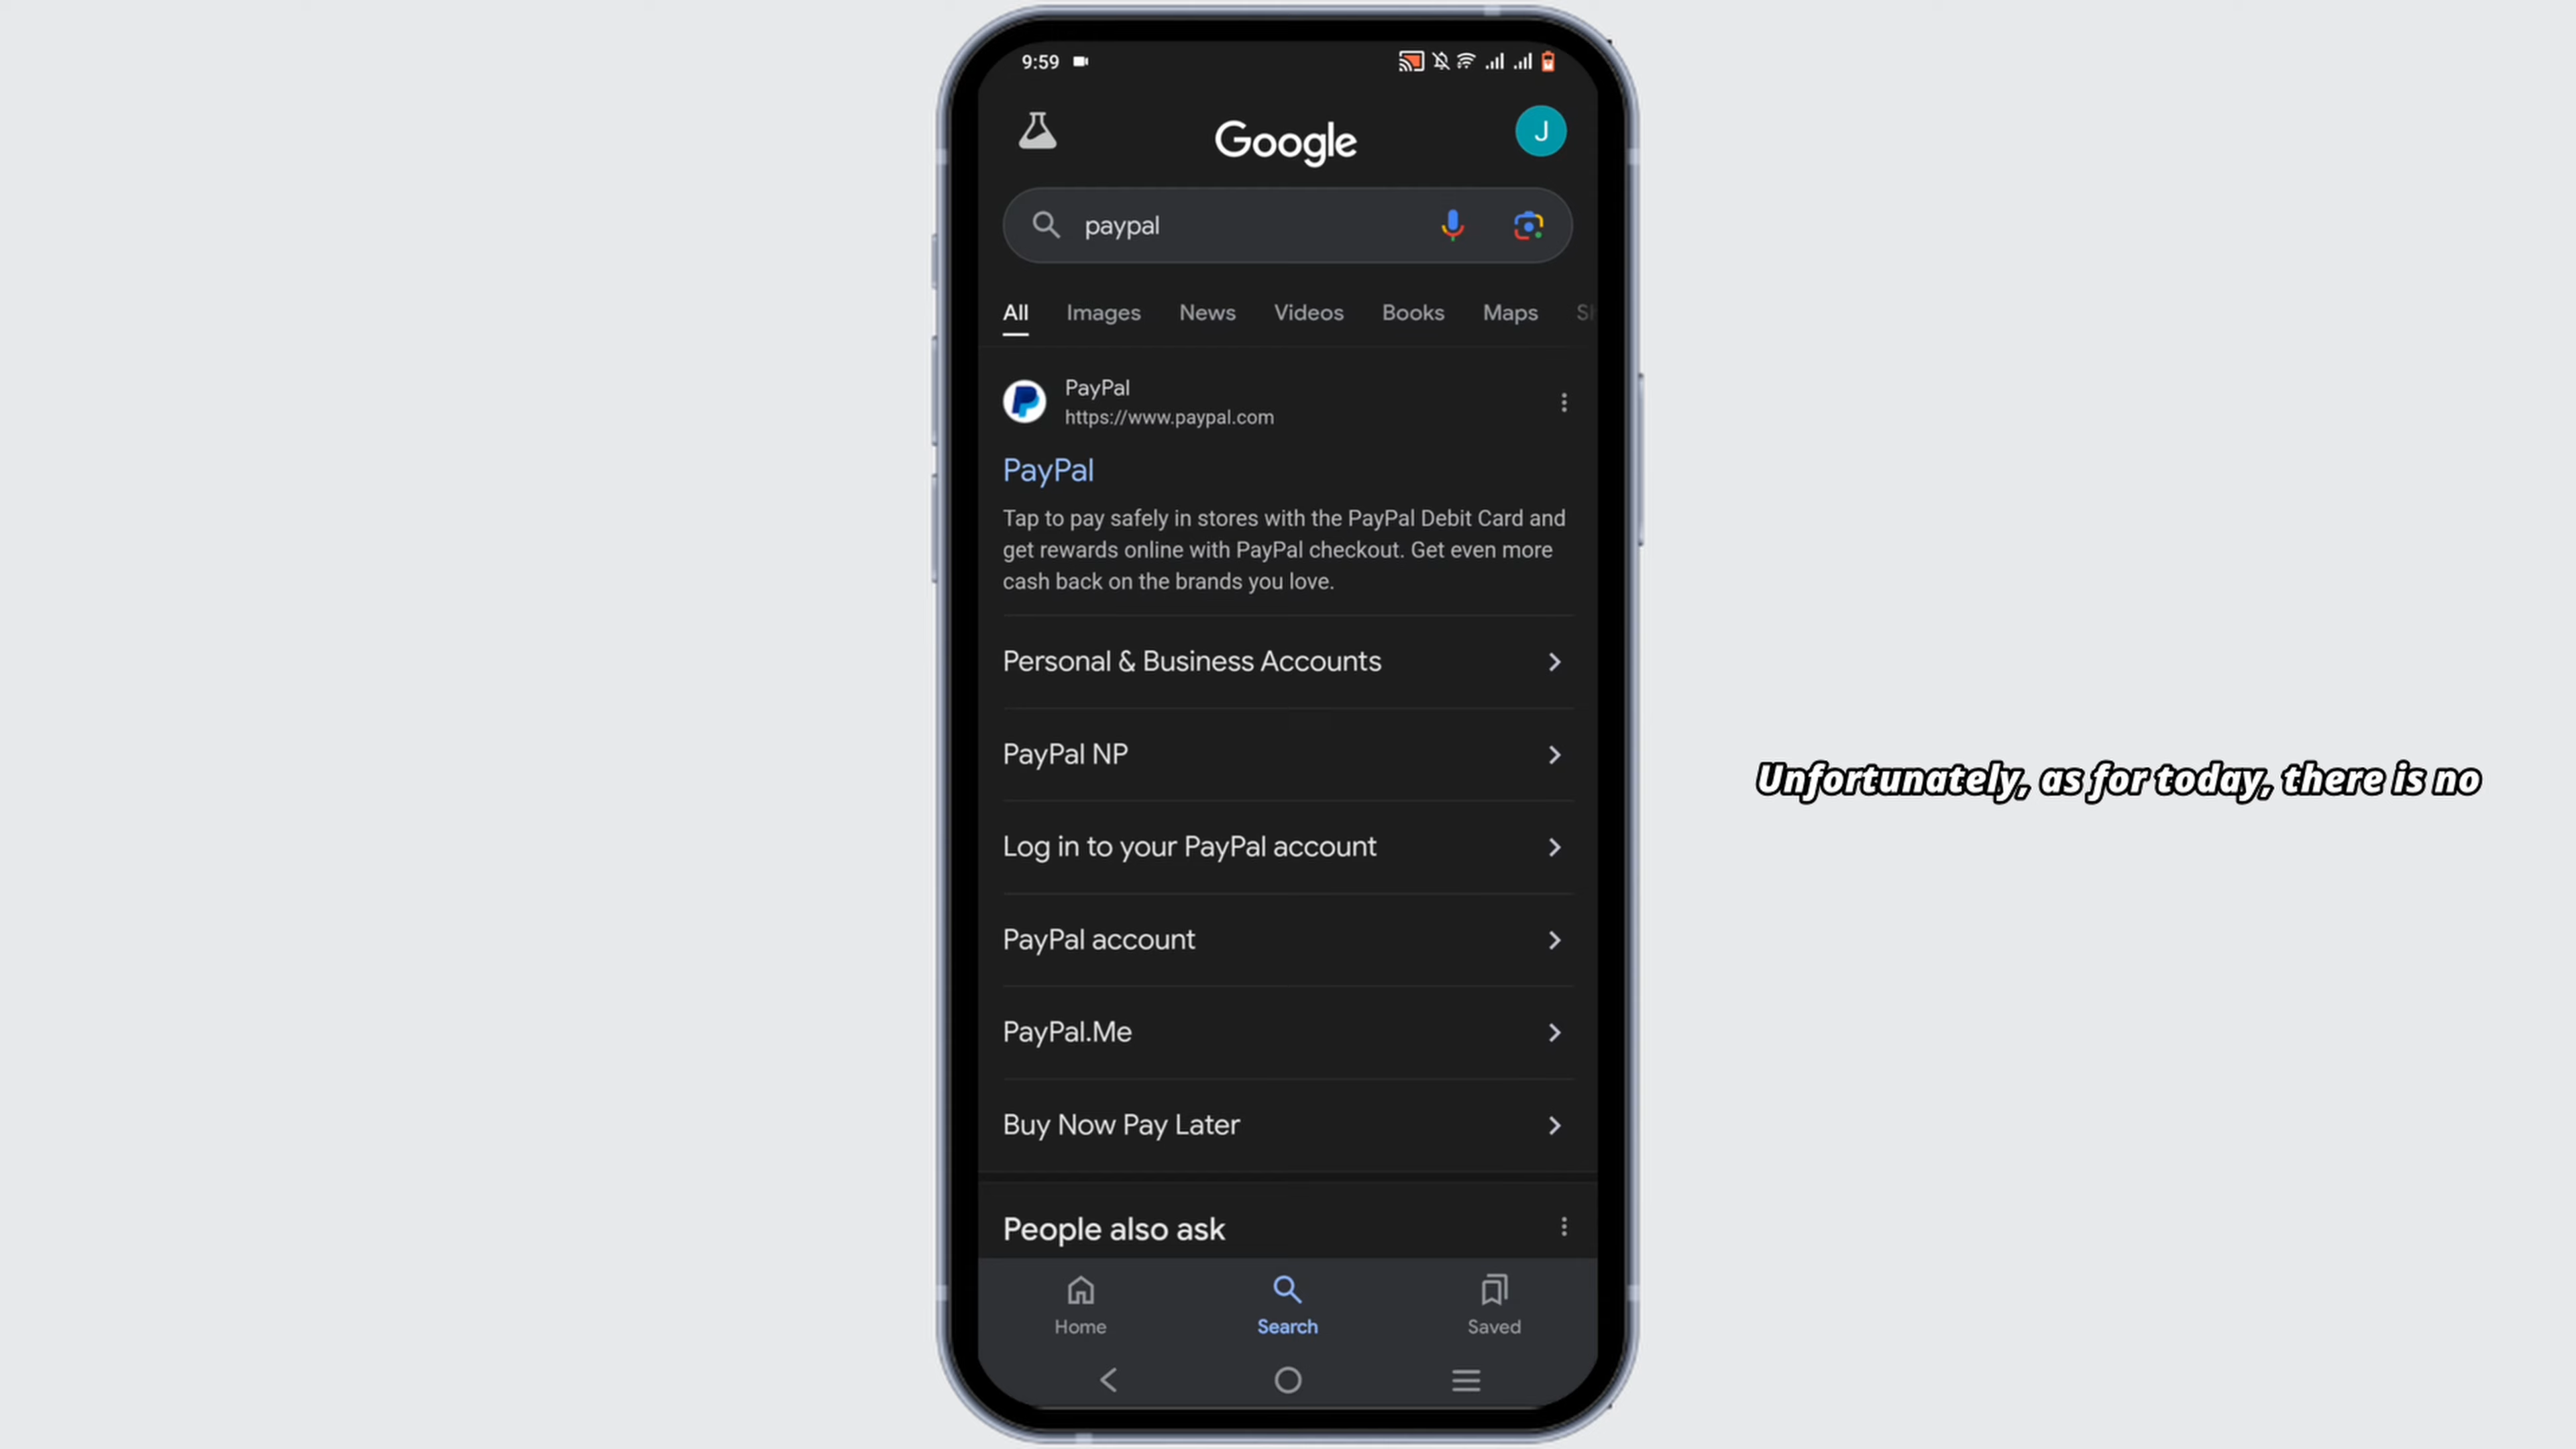 9:59
Google
J
paypal
All Images News Videos Books Maps
PayPal
https://www.paypal.com
PayPal
Tap to pay safely in stores with the PayPal Debit Card and
get rewards online with PayPal checkout. Get even more
cash back on the brands you love.
Personal & Business Accounts
PayPal NP
Log in to your PayPal account
PayPal account
PayPal.Me
Buy Now Pay Later
People also ask
Home Search Saved
Unfortunately, as for today, there is no